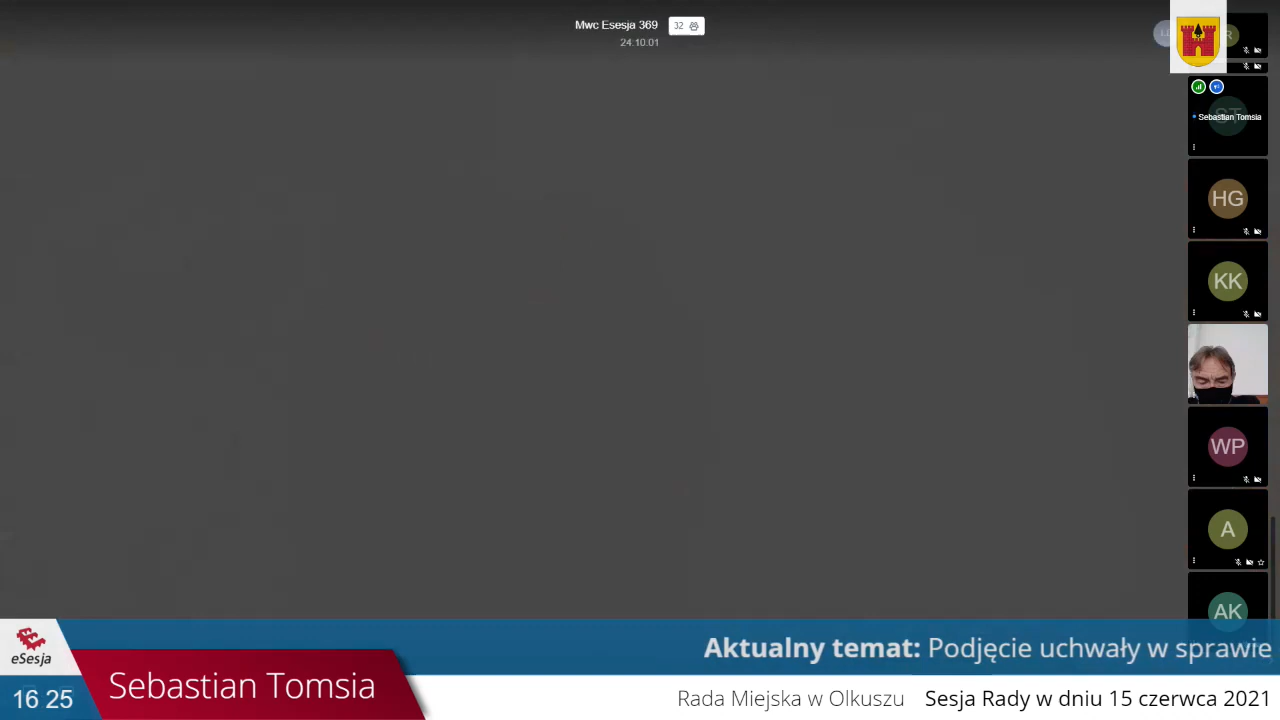 Mwc Esesja 369
32
24.10.01
R
Sebastian Tomsia
ST
HG
KK
WP
A
AK
Aktualny temat: Podjęcie uchwały w sprawie
eSesja
16 25
Sebastian Tomsia
Rada Miejska w Olkuszu
Sesja Rady w dniu 15 czerwca 2021